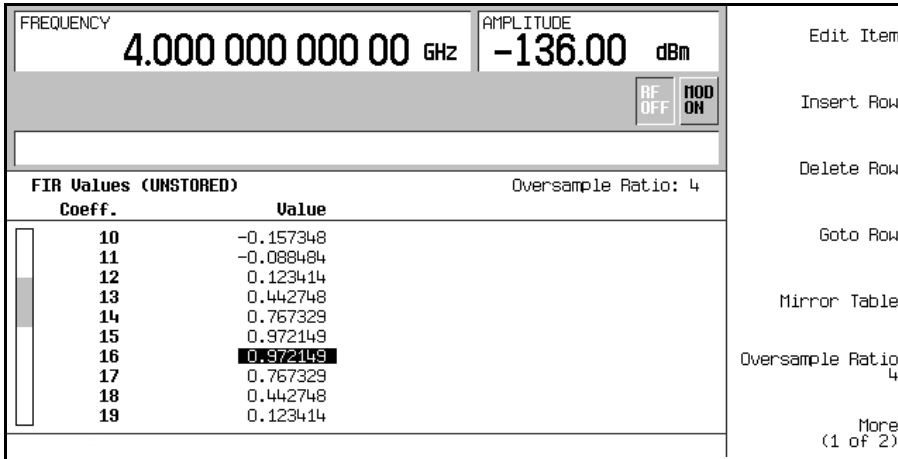 FREQUENCY
4.000 000 000 00 GHz
AMPLITUDE
-136.00 dBm
RF OFF
MOD ON
FIR Values (UNSTORED) Oversample Ratio: 4
Coeff. Value
10 -0.157348
11 -0.088484
12 0.123414
13 0.442748
14 0.767329
15 0.972149
16 0.972149
17 0.767329
18 0.442748
19 0.123414
Edit Item
Insert Row
Delete Row
Goto Row
Mirror Table
Oversample Ratio
4
More
(1 of 2)